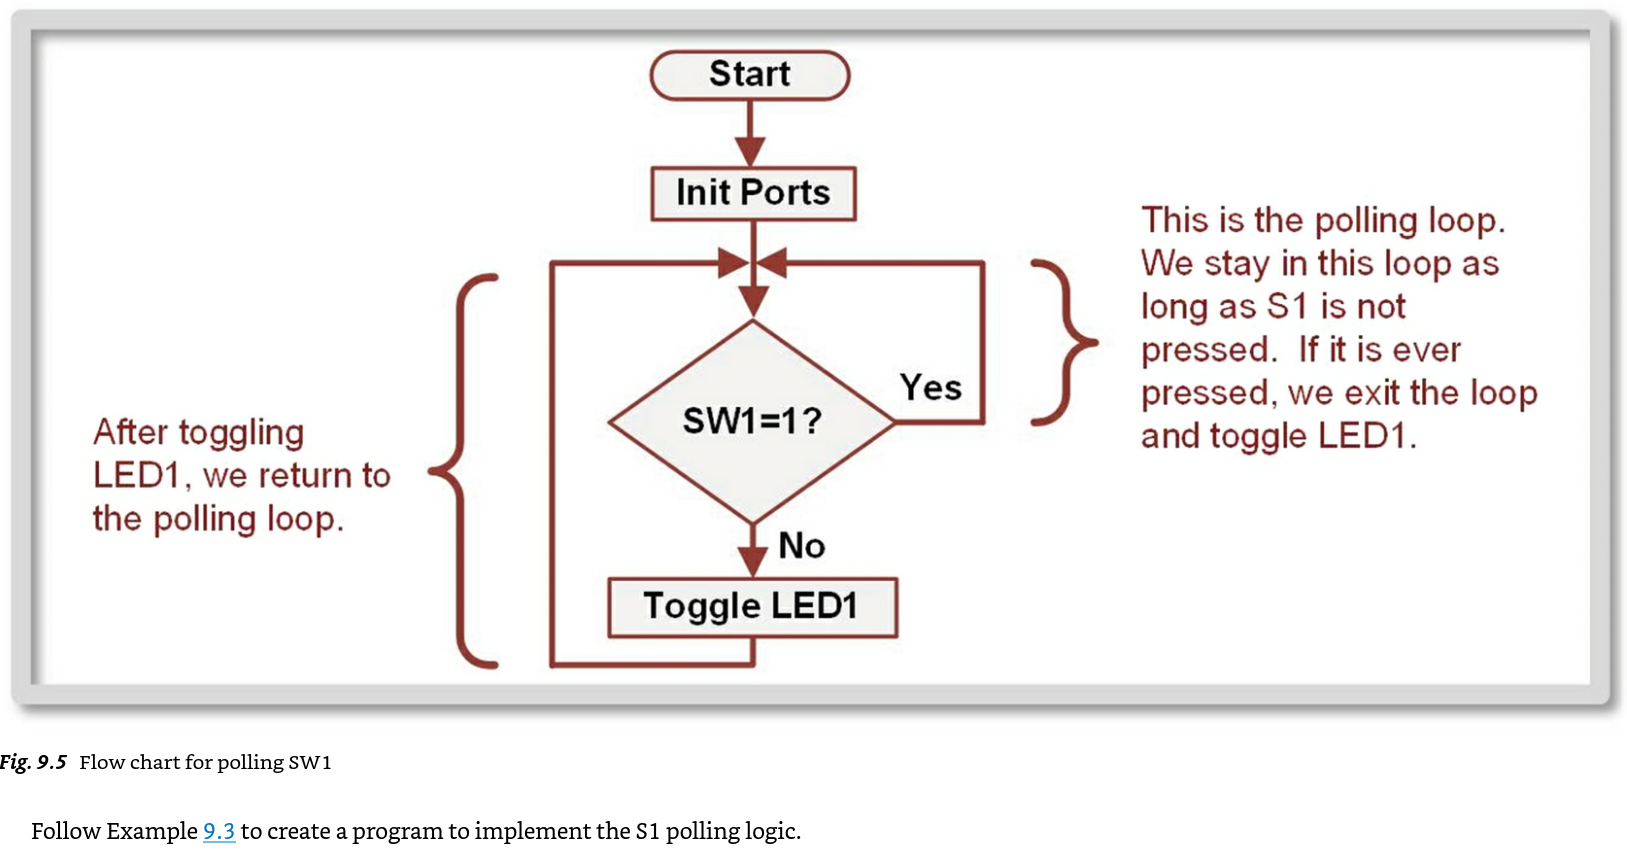 Start
Init Ports
This is the polling loop.
We stay in this loop as
long as S1 is not
pressed. If it is ever
pressed, we exit the loop
and toggle LED1.
Yes
SW1=1?
After toggling
LED1, we return to
the polling loop.
No
Toggle LED1
Fig. 9.5 Flow chart for polling SW1
Follow Example 9.3 to create a program to implement the S1 polling logic.